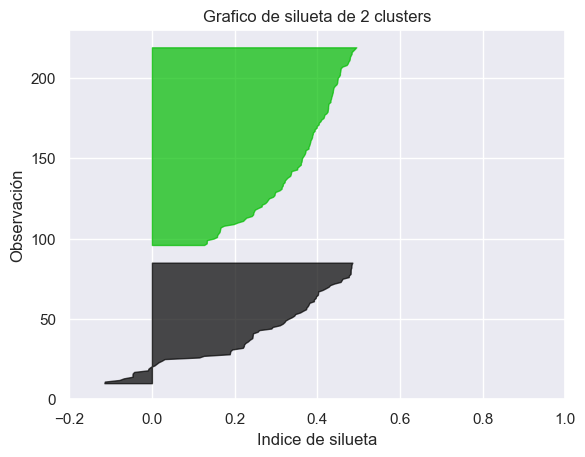 Grafico de silueta de 2 clusters
Observación
200
150
100
50
0
−0.2 0.0 0.2 0.4 0.6 0.8 1.0
Indice de silueta